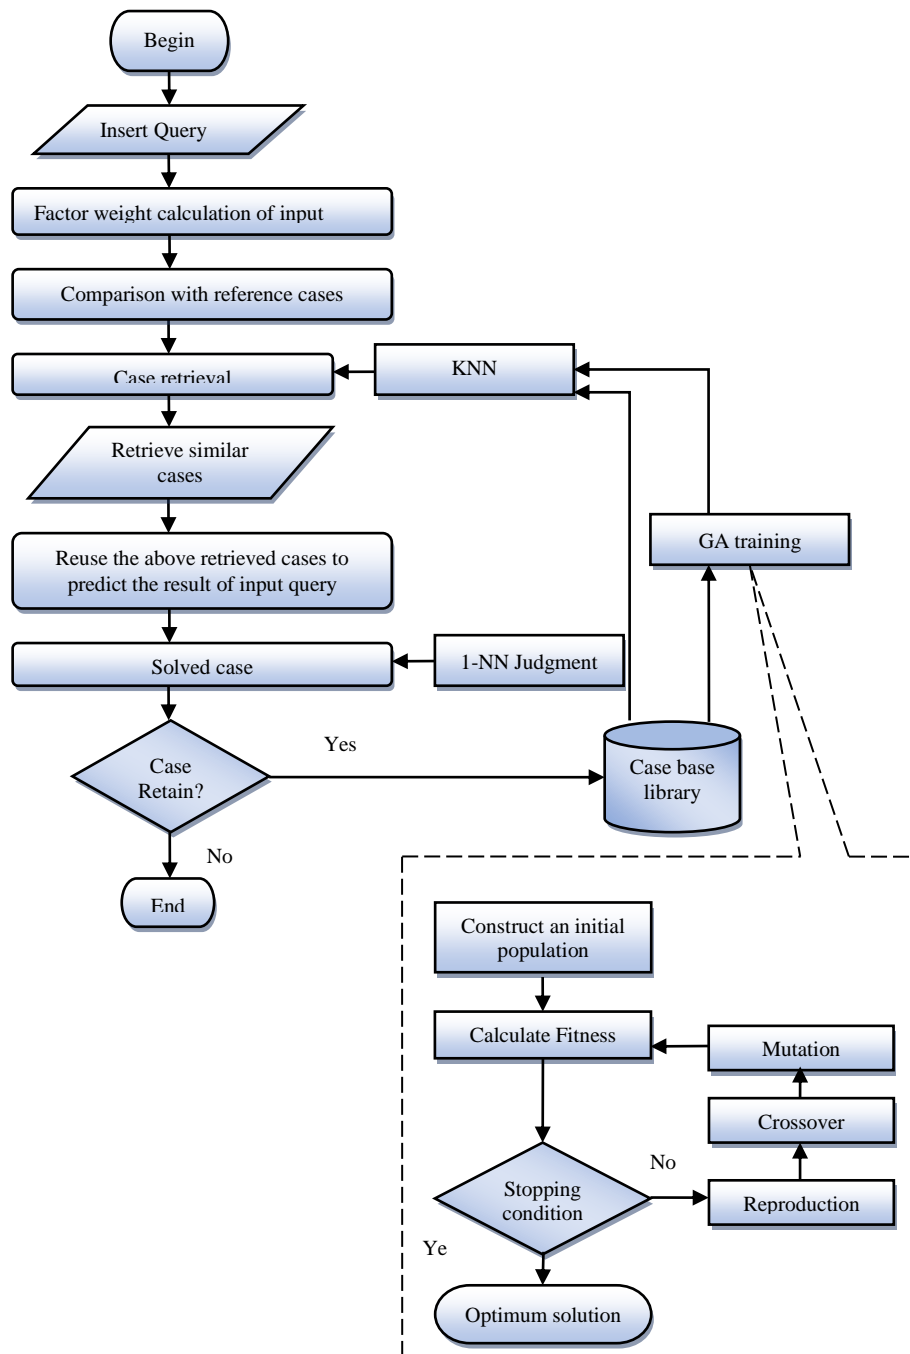 Begin
Insert Query
Factor weight calculation of input
Comparison with reference cases
Case retrieval
KNN
Retrieve similar
cases
GA training
Reuse the above retrieved cases to
predict the result of input query
Solved case
1-NN Judgment
Yes
Case
Retain?
Case base
library
No
End
Construct an initial
population
Calculate Fitness
Mutation
Crossover
No
Stopping
condition
Reproduction
Ye
Optimum solution